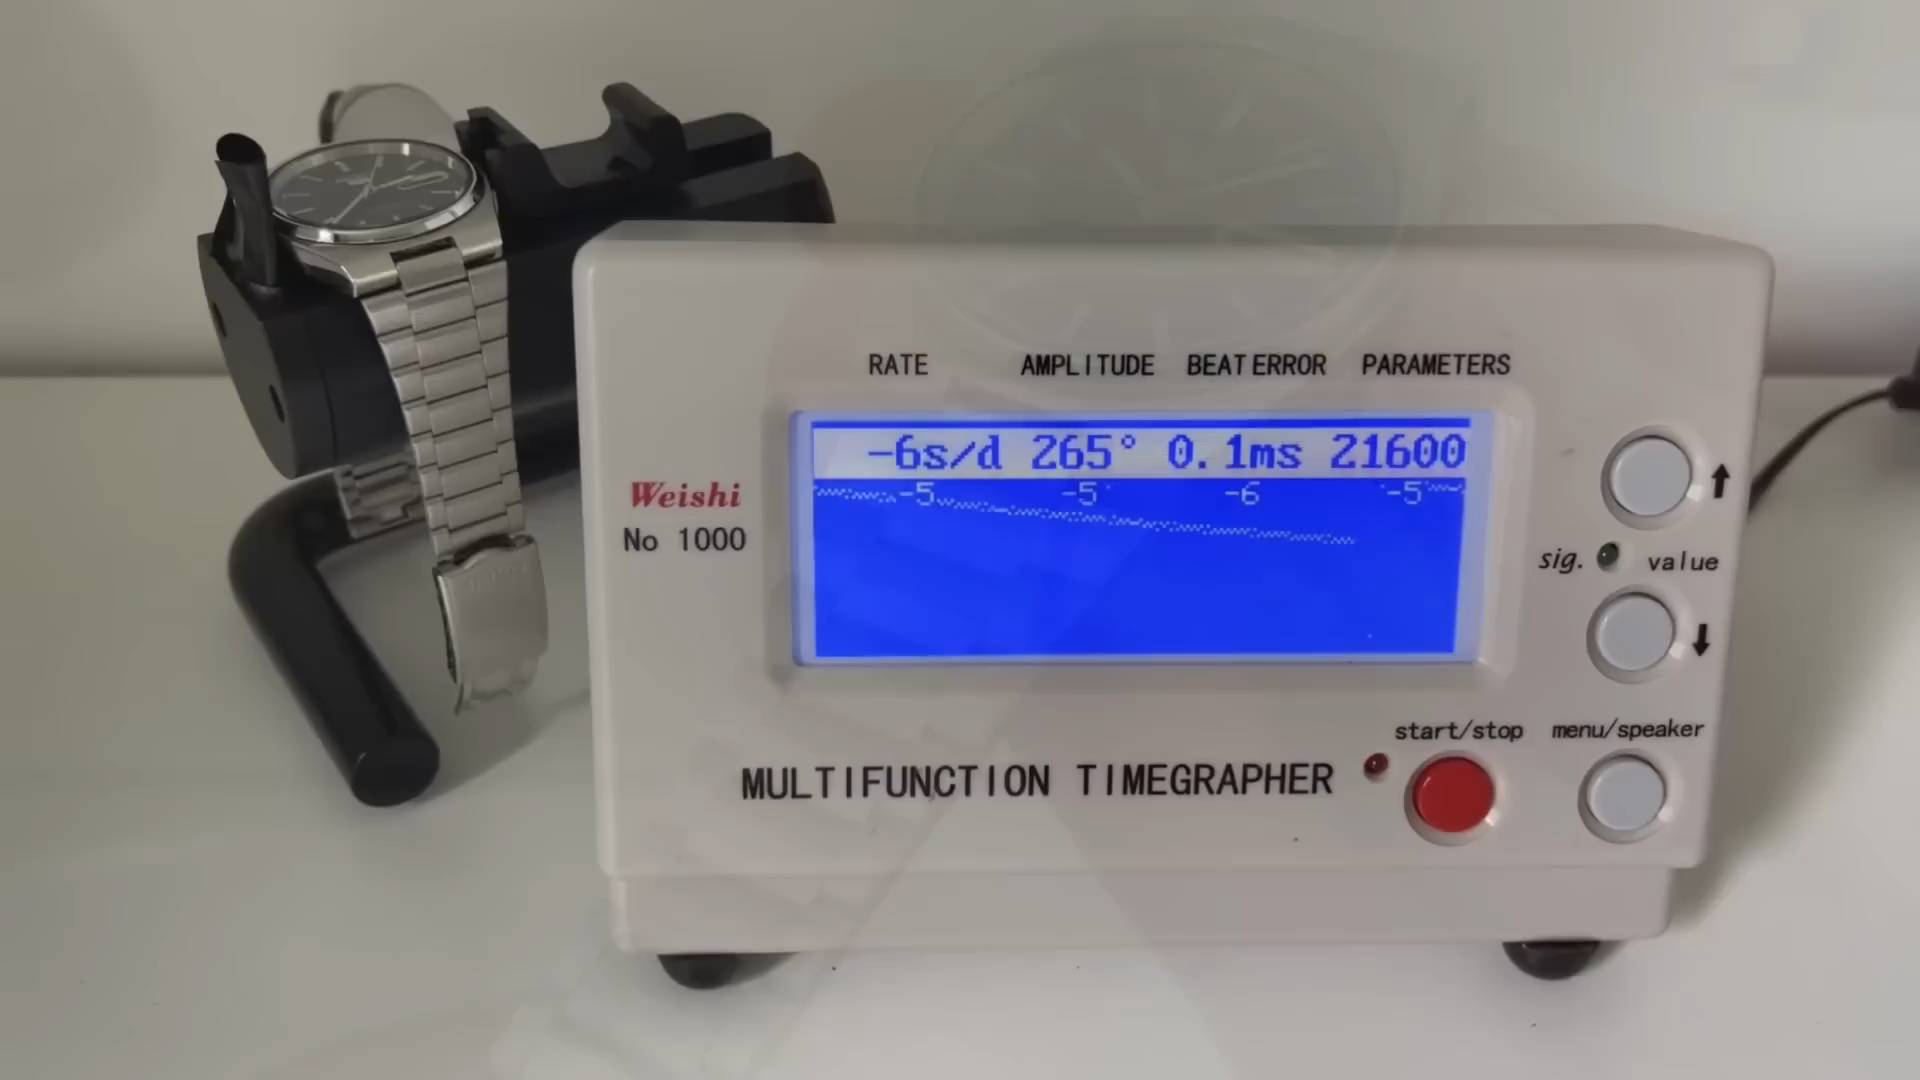 RATE AMPLITUDE BEAT ERROR PARAMETERS
-6s/d 265° 0.1ms 21600
-5 -5 -6 -5
Weishi
No 1000
sig. value
start/stop menu/speaker
MULTIFUNCTION TIMEGRAPHER